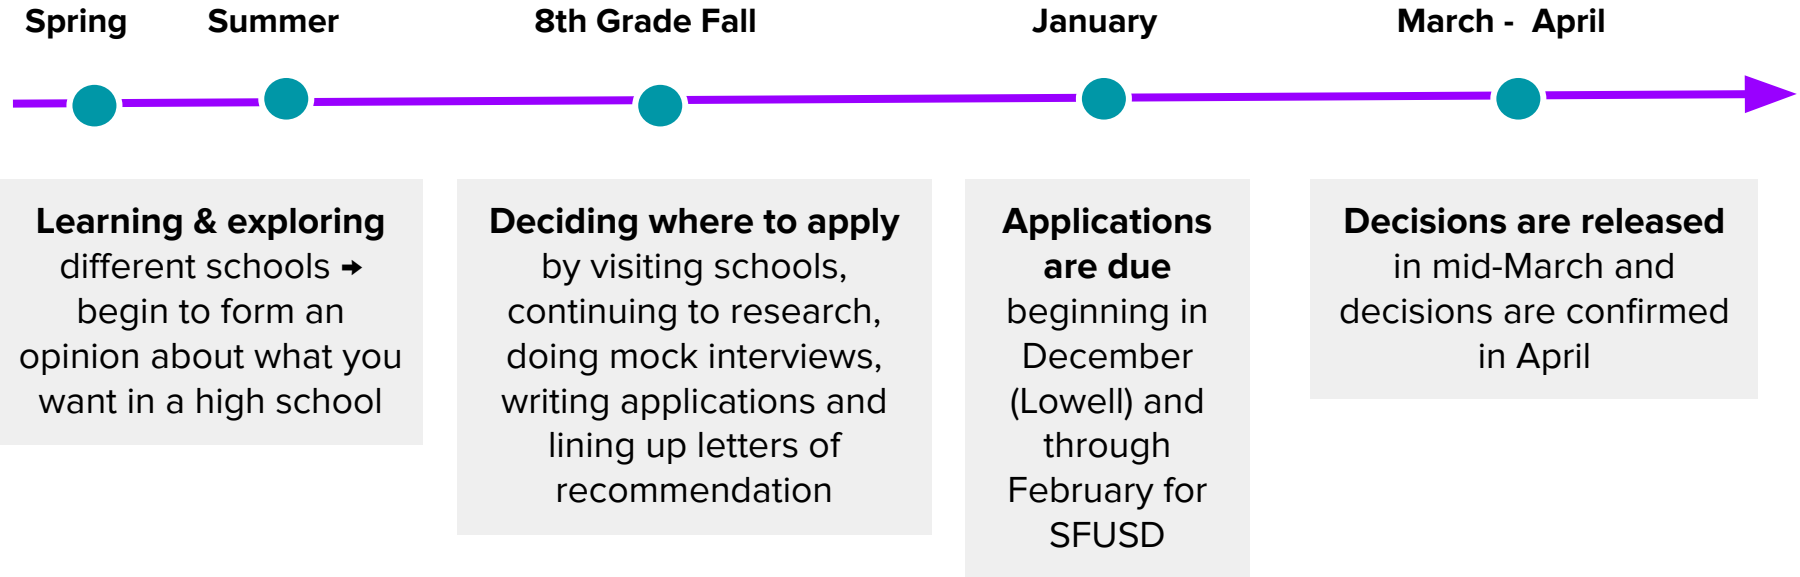 Spring
Summer
8th Grade Fall
January
March - April
Learning & exploring
different schools →
begin to form an
opinion about what you
want in a high school
Deciding where to apply
by visiting schools,
continuing to research,
doing mock interviews,
writing applications and
lining up letters of
recommendation
Applications
are due
beginning in
December
(Lowell) and
through
February for
SFUSD
Decisions are released
in mid-March and
decisions are confirmed
in April